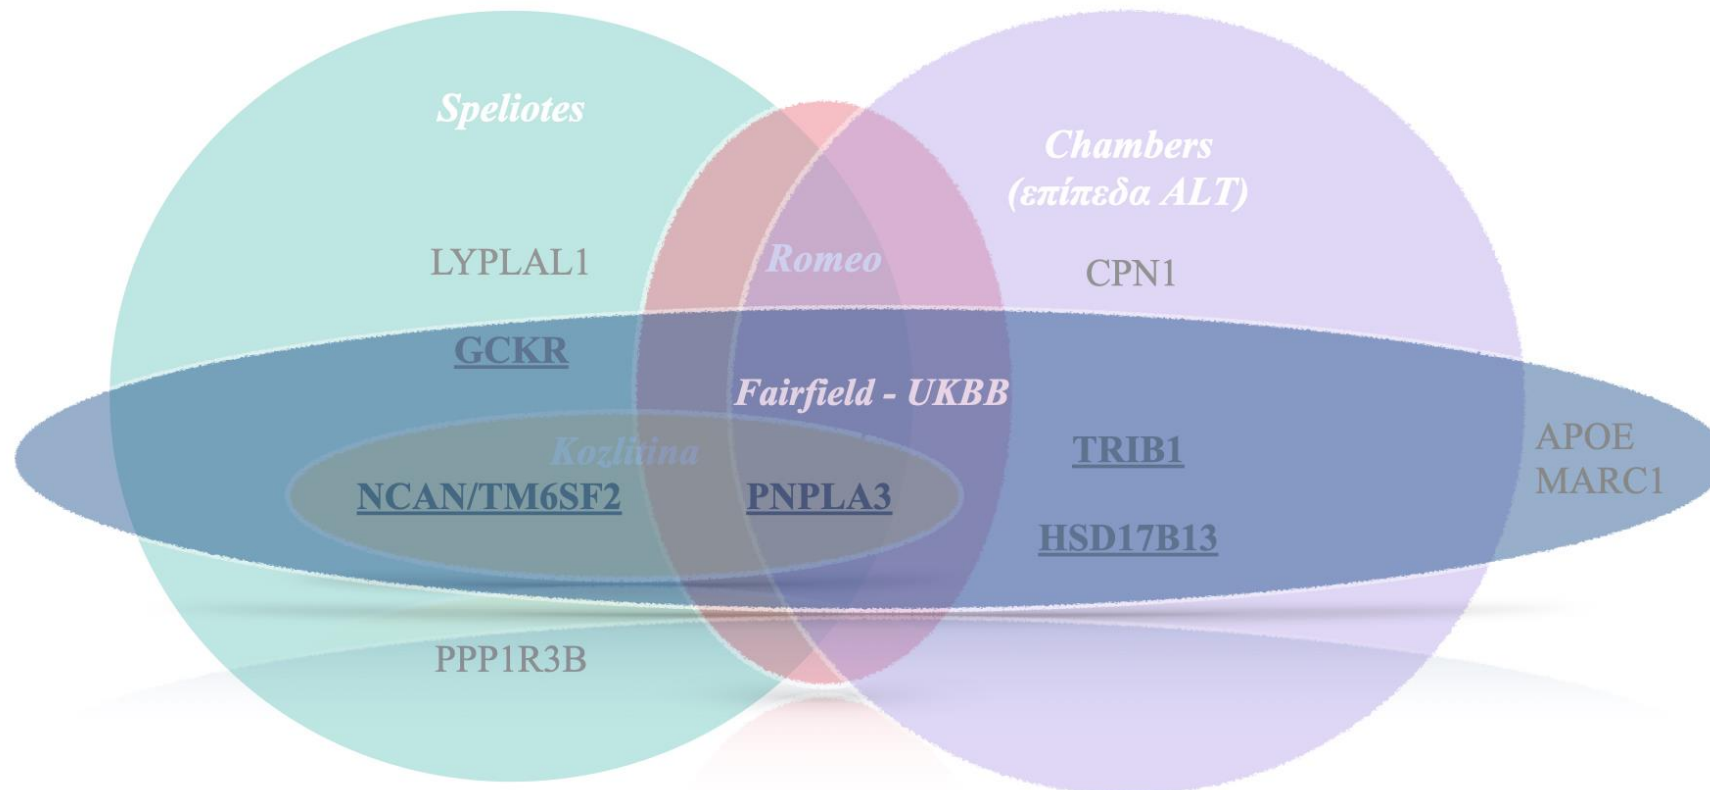 Speliotes
Chambers
(επίπεδα ALT)
LYPLAL1
Romeo
CPN1
GCKR
Fairfield - UKBB
Kozlitina
TRIB1
APOE
MARC1
NCAN/TM6SF2
PNPLA3
HSD17B13
PPP1R3B